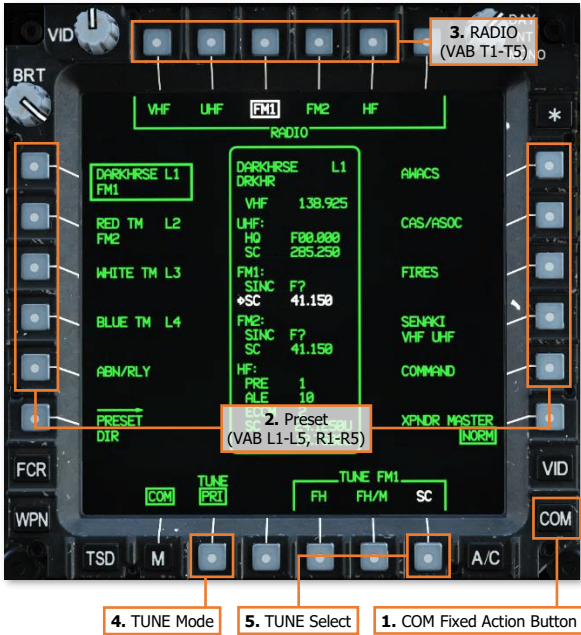 VID
DAY
NT
MONO
3. RADIO
(VAB T1-T5)
BRT
*
VHF UHF FM1 FM2 HF
RADIO
DARKHRSE L1
FM1
RED TM L2
FM2
WHITE TM L3
BLUE TM L4
ABN/RLY
PRESET
DIR
DARKHRSE L1
DRKHR
VHF 138.925
UHF:
HQ F00.000
SC 285.250
FM1:
SINC F?
SC 41.150
FM2:
SINC F?
SC 41.150
HF:
PRE 1
ALE 10
2
SC
AWACS
CAS/ASOC
FIRES
SENAKI
VHF UHF
COMMAND
XPNDR MASTER
NORM
2. Preset
(VAB L1-L5, R1-R5)
FCR
WPN
VID
COM
COM
TUNE
PRI
TUNE FM1
FH FH/M SC
TSD
M
A/C
4. TUNE Mode
5. TUNE Select
1. COM Fixed Action Button